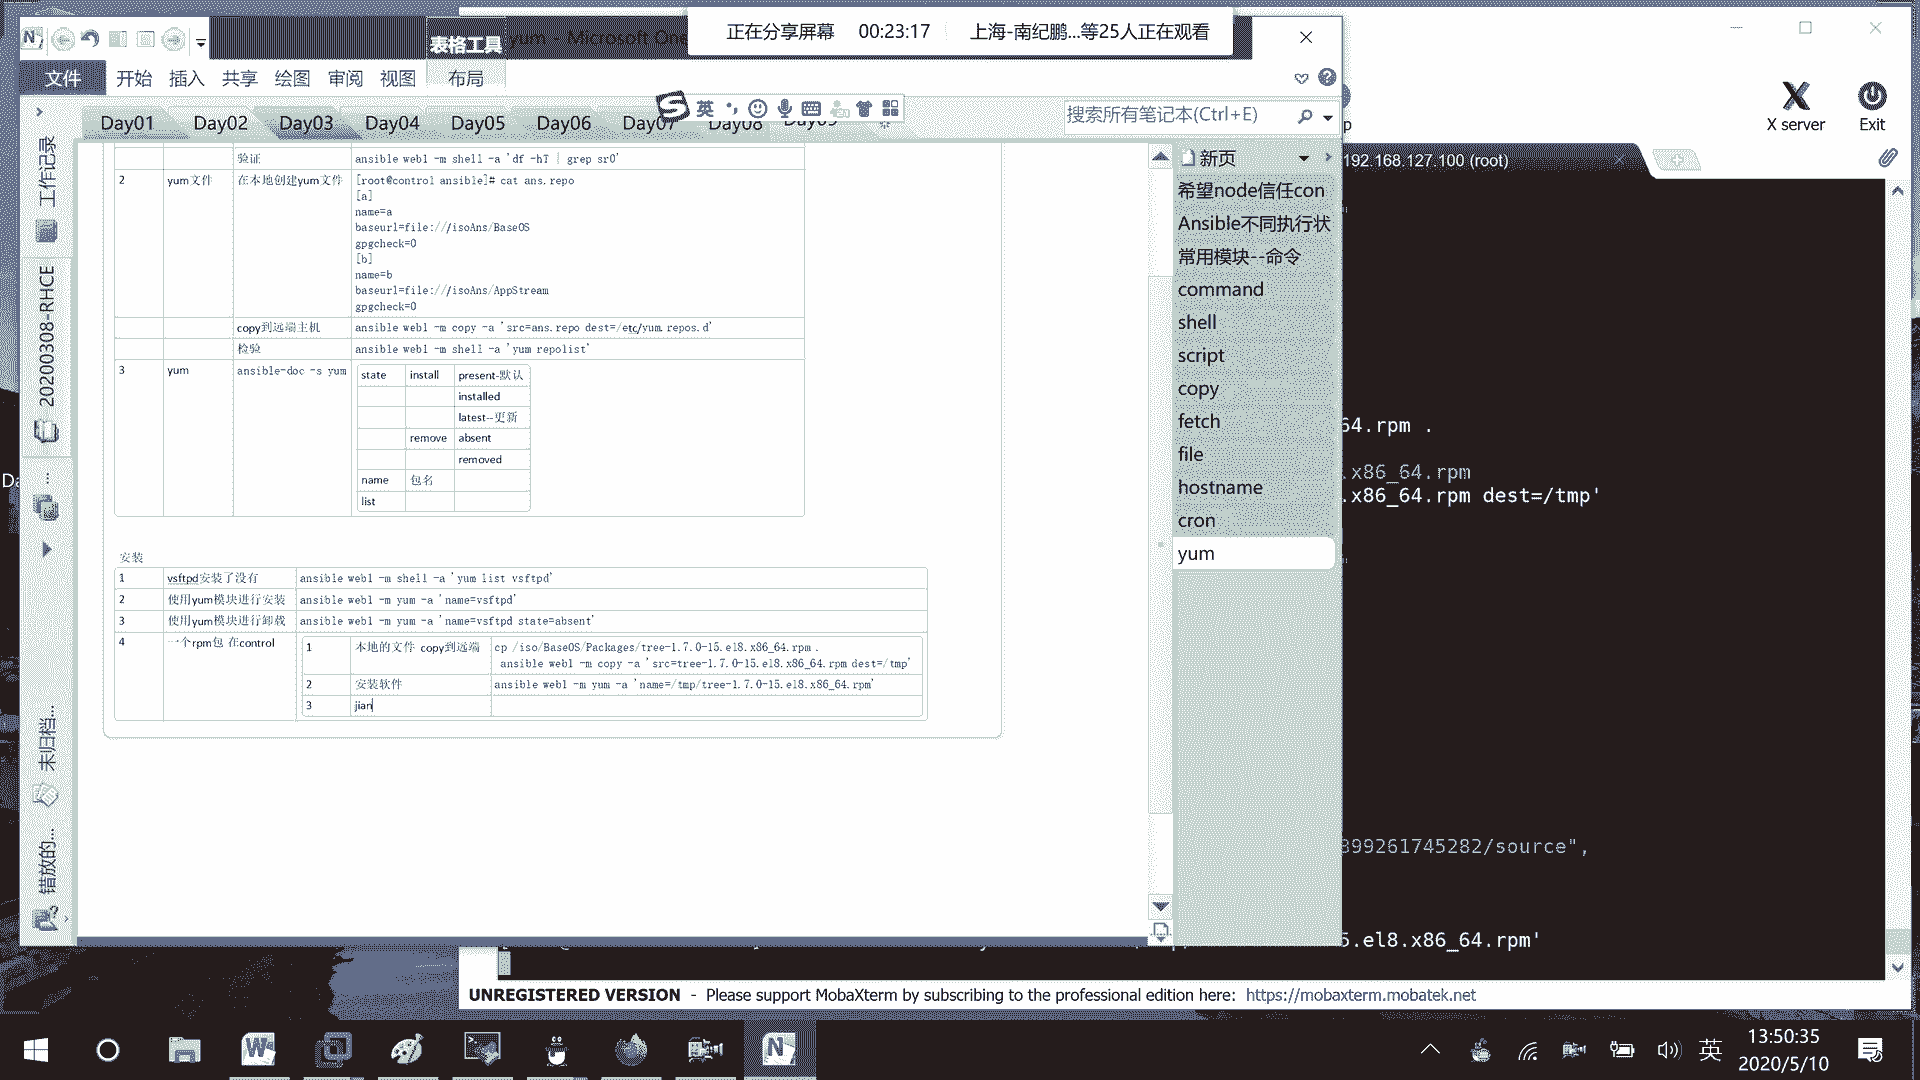 正在分享屏幕 00:23:17 上海-南纪鹏...等25人正在观看
表格工具 yum - Microsoft One
文件 开始 插入 共享 绘图 审阅 视图 布局
英
搜索所有笔记本(Ctrl+E)
Day01 Day02 Day03 Day04 Day05 Day06 Day07 Day08 Day09
X server Exit
192.168.127.100 (root)
工作记录
20200308-RHCE
未归档...
错放的...
验证 ansible web1 -m shell -a 'df -hT | grep sr0'
2 yum文件 在本地创建yum文件 [root@control ansible]# cat ans.repo
[a]
name=a
baseurl=file:///isoAns/BaseOS
gpgcheck=0
[b]
name=b
baseurl=file:///isoAns/AppStream
gpgcheck=0
copy到远端主机 ansible web1 -m copy -a 'src=ans.repo dest=/etc/yum.repos.d'
检验 ansible web1 -m shell -a 'yum repolist'
3 yum ansible-doc -s yum state install present-默认
installed
latest--更新
remove absent
removed
name 包名
list
安装
1 vsftpd安装了没有 ansible web1 -m shell -a 'yum list vsftpd'
2 使用yum模块进行安装 ansible web1 -m yum -a 'name=vsftpd'
3 使用yum模块进行卸载 ansible web1 -m yum -a 'name=vsftpd state=absent'
4 一个rpm包 在control 1 本地的文件 copy到远端 cp /iso/BaseOS/Packages/tree-1.7.0-15.el8.x86_64.rpm .
ansible web1 -m copy -a 'src=tree-1.7.0-15.el8.x86_64.rpm dest=/tmp'
2 安装软件 ansible web1 -m yum -a 'name=/tmp/tree-1.7.0-15.el8.x86_64.rpm'
3 jian
新页
希望node信任con
Ansible不同执行状
常用模块--命令
command
shell
script
copy
fetch
file
hostname
cron
yum
64.rpm .
.x86_64.rpm
.x86_64.rpm dest=/tmp'
399261745282/source",
5.el8.x86_64.rpm'
UNREGISTERED VERSION - Please support MobaXterm by subscribing to the professional edition here: https://mobaxterm.mobatek.net
英 13:50:35
2020/5/10